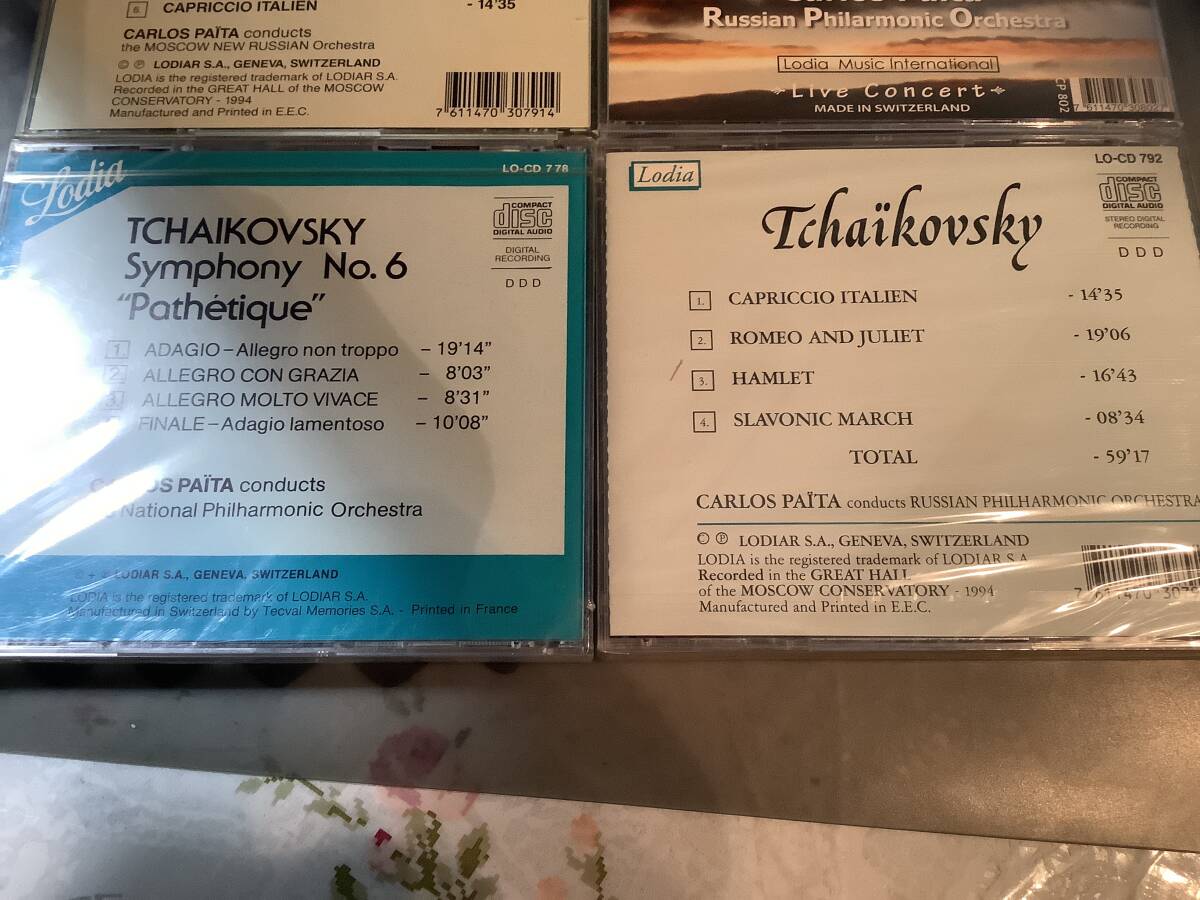 6. CAPRICCIO ITALIEN - 14'35
CARLOS PAÏTA conducts
the MOSCOW NEW RUSSIAN Orchestra
© ℗ LODIAR S.A., GENEVA, SWITZERLAND
LODIA is the registered trademark of LODIAR S.A.
Recorded in the GREAT HALL of the MOSCOW
CONSERVATORY - 1994
Manufactured and Printed in E.E.C.
7 611470 307914
Carlos Païta
Russian Philarmonic Orchestra
Lodia Music International
Live Concert
MADE IN SWITZERLAND
CP 802
7 611470 308027
Lodia
LO-CD 778
COMPACT
disc
DIGITAL AUDIO
DIGITAL
RECORDING
D D D
TCHAIKOVSKY
Symphony No. 6
"Pathétique"
1. ADAGIO – Allegro non troppo – 19'14"
2. ALLEGRO CON GRAZIA – 8'03"
3. ALLEGRO MOLTO VIVACE – 8'31"
FINALE – Adagio lamentoso – 10'08"
CARLOS PAÏTA conducts
National Philharmonic Orchestra
LODIAR S.A., GENEVA, SWITZERLAND
LODIA is the registered trademark of LODIAR S.A.
Manufactured in Switzerland by Tecval Memories S.A. - Printed in France
Lodia
LO-CD 792
COMPACT
disc
DIGITAL AUDIO
STEREO DIGITAL
RECORDING
D D D
Tchaïkovsky
1. CAPRICCIO ITALIEN - 14'35
2. ROMEO AND JULIET - 19'06
3. HAMLET - 16'43
4. SLAVONIC MARCH - 08'34
TOTAL - 59'17
CARLOS PAÏTA conducts RUSSIAN PHILHARMONIC ORCHESTRA
© ℗ LODIAR S.A., GENEVA, SWITZERLAND
LODIA is the registered trademark of LODIAR S.A.
Recorded in the GREAT HALL
of the MOSCOW CONSERVATORY - 1994
Manufactured and Printed in E.E.C.